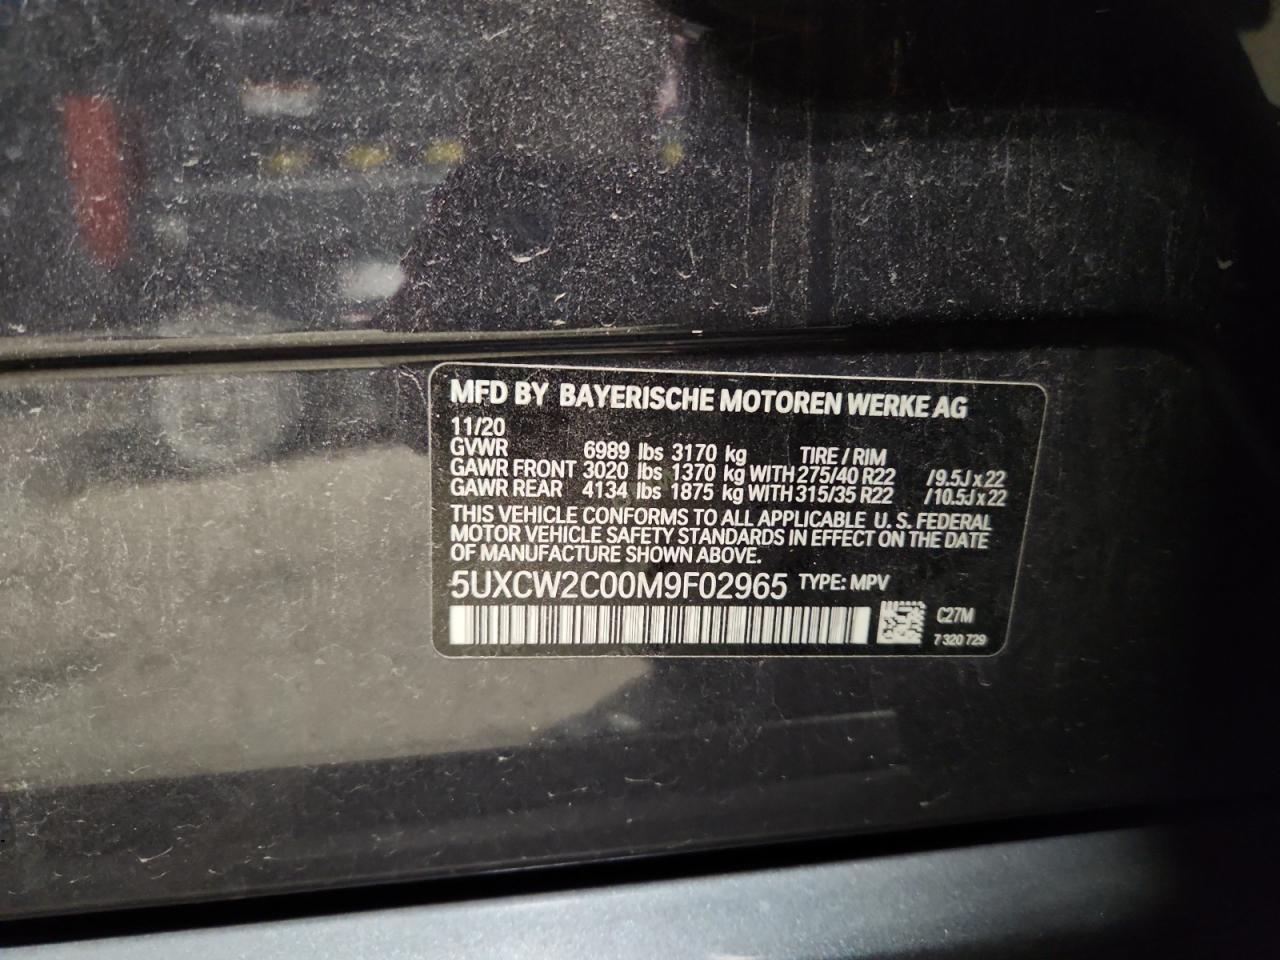 MFD BY BAYERISCHE MOTOREN WERKE AG
11/20
GVWR 6989 lbs 3170 kg TIRE / RIM
GAWR FRONT 3020 lbs 1370 kg WITH 275/40 R22 /9.5J x 22
GAWR REAR 4134 lbs 1875 kg WITH 315/35 R22 /10.5J x 22
THIS VEHICLE CONFORMS TO ALL APPLICABLE U. S. FEDERAL
MOTOR VEHICLE SAFETY STANDARDS IN EFFECT ON THE DATE
OF MANUFACTURE SHOWN ABOVE.
5UXCW2C00M9F02965 TYPE: MPV
C27M
7 320 729